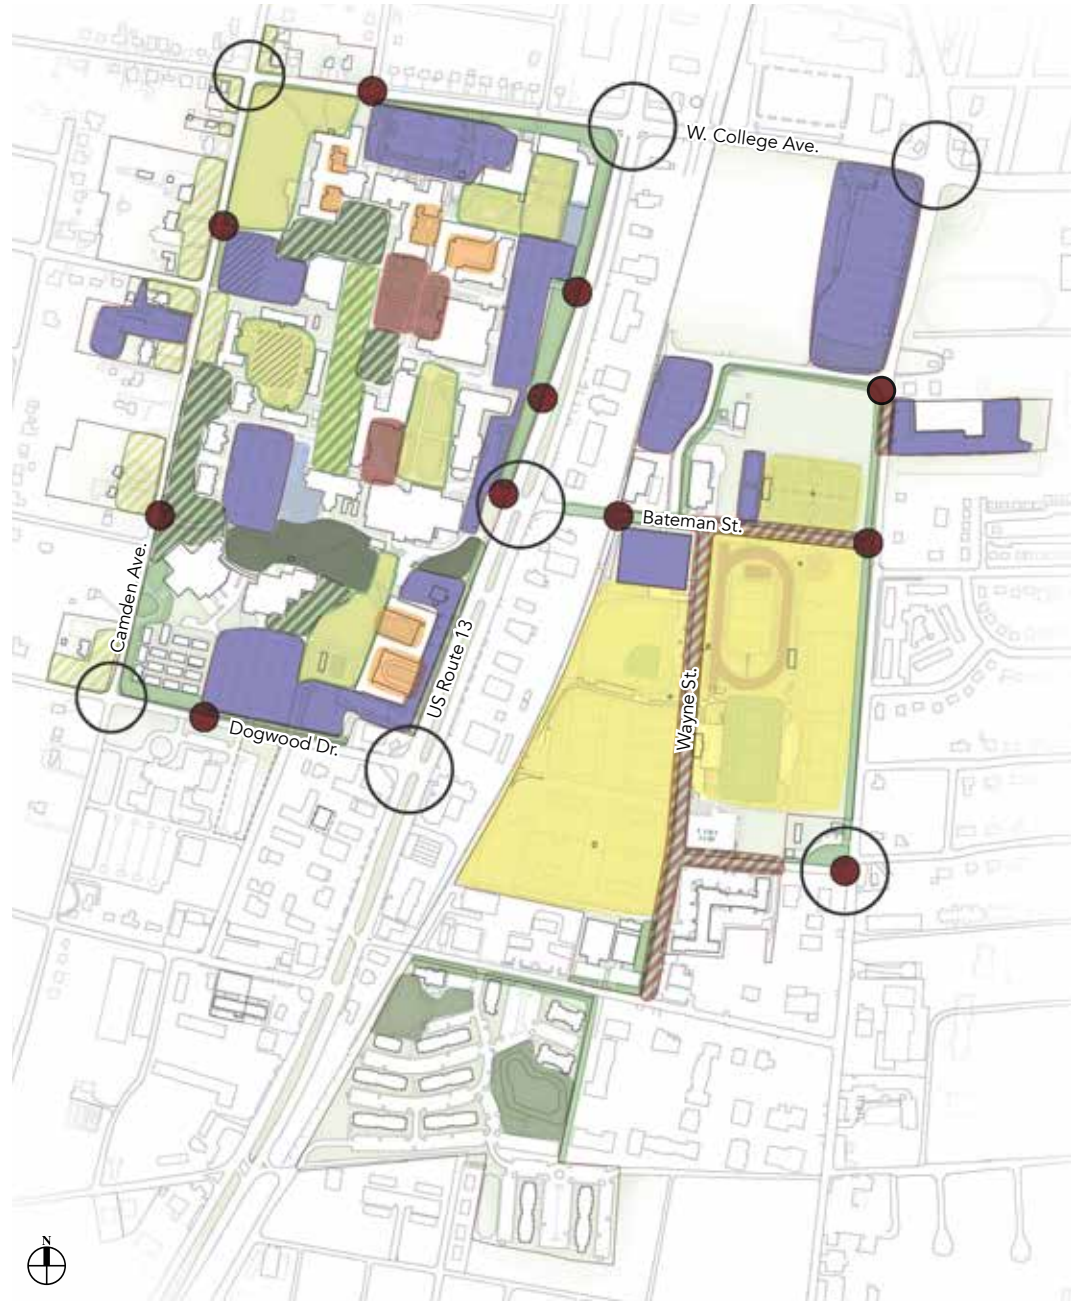 W. College Ave.
Bateman St.
Camden Ave.
US Route 13
Wayne St.
Dogwood Dr.
N